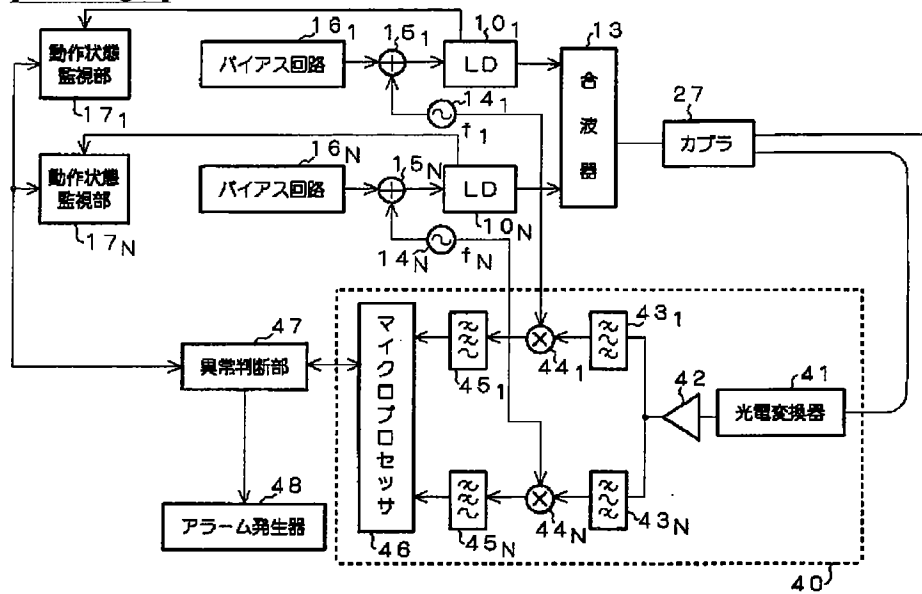 動作状態
監視部
17₁
バイアス回路
16₁
15₁
LD
10₁
14₁
f₁
合波器
13
カプラ
27
動作状態
監視部
17N
バイアス回路
16N
15N
LD
10N
14N
fN
異常判断部
47
アラーム発生器
48
マイクロプロセッサ
46
45₁
44₁
43₁
42
光電変換器
41
45N
44N
43N
40